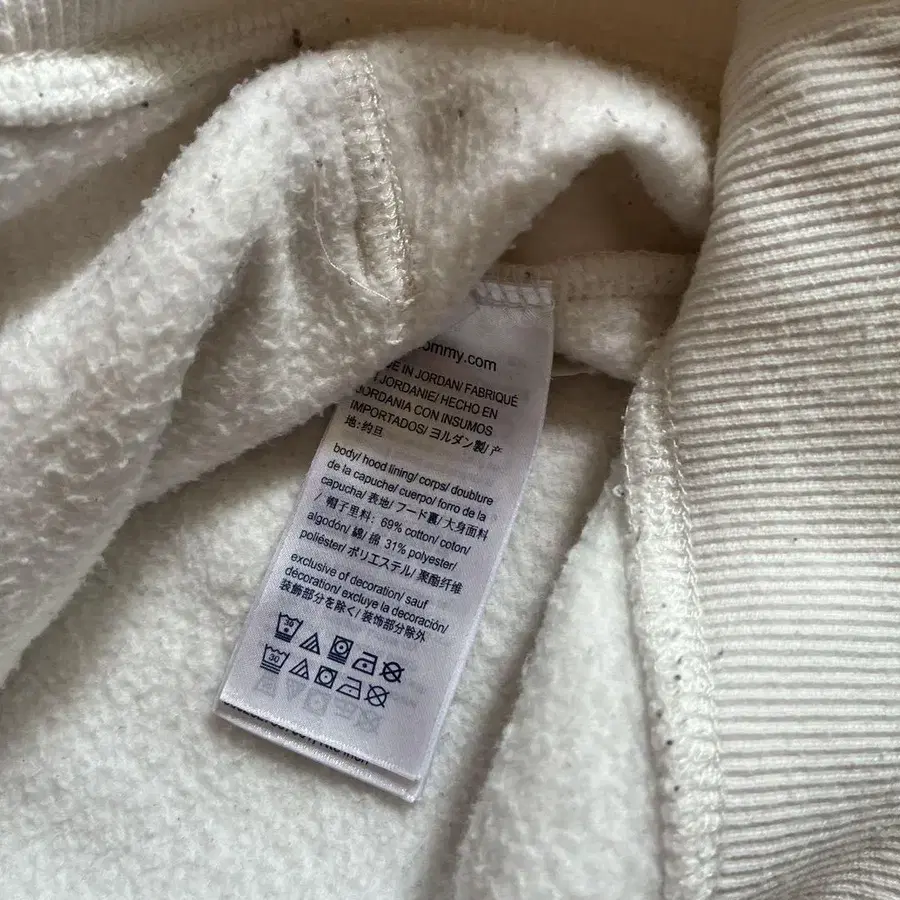 ommy.com
E IN JORDAN/ FABRIQUÉ
JORDANIE/ HECHO EN
JORDANIA CON INSUMOS
IMPORTADOS/ ヨルダン製/ 产
地: 约旦
body/ hood lining/ corps/ doublure
de la capuche/ cuerpo/ forro de la
capucha/ 表地/ フード裏/ 大身面料
/ 帽子里料: 69% cotton/ coton/
algodón/ 綿/ 棉 31% polyester/
poliéster/ ポリエステル/ 聚酯纤维
exclusive of decoration/ sauf
décoration/ excluye la decoración/
装飾部分を除く/ 装饰部分除外
30
30